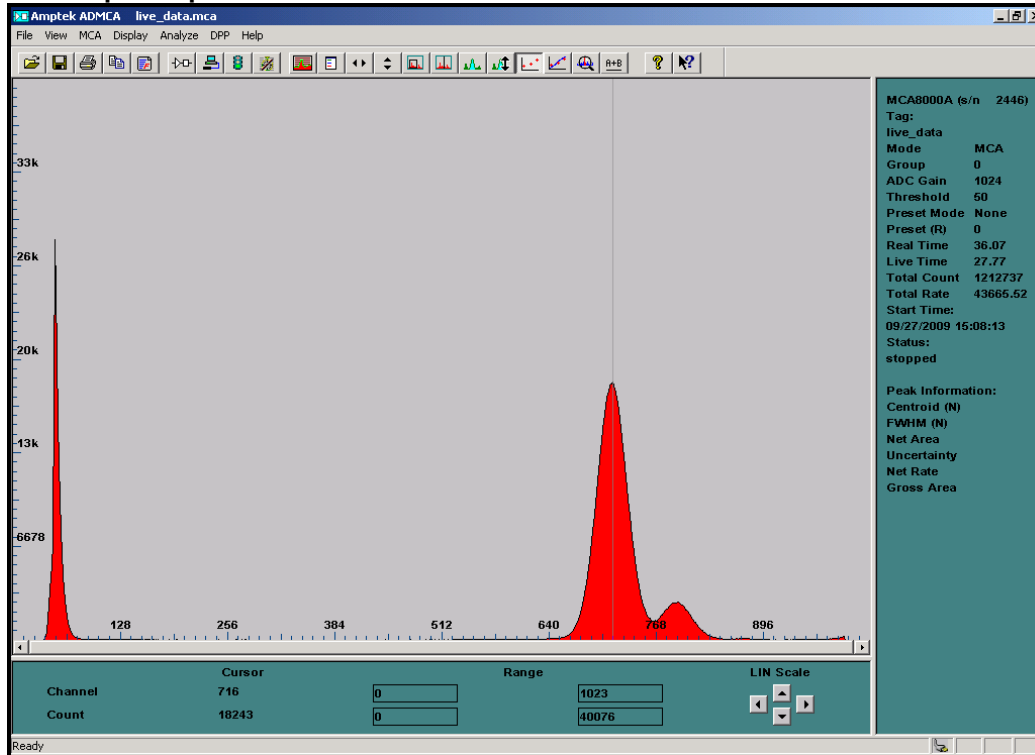 Amptek ADMCA live_data.mca
File View MCA Display Analyze DPP Help
A+B
MCA8000A (s/n 2446)
Tag:
live_data
Mode MCA
Group 0
ADC Gain 1024
Threshold 50
Preset Mode None
Preset (R) 0
Real Time 36.07
Live Time 27.77
Total Count 1212737
Total Rate 43665.52
Start Time:
09/27/2009 15:08:13
Status:
stopped
Peak Information:
Centroid (N)
FWHM (N)
Net Area
Uncertainty
Net Rate
Gross Area
33k
26k
20k
13k
6678
128 256 384 512 640 768 896
Cursor Range LIN Scale
Channel 716 0 1023
Count 18243 0 40076
Ready